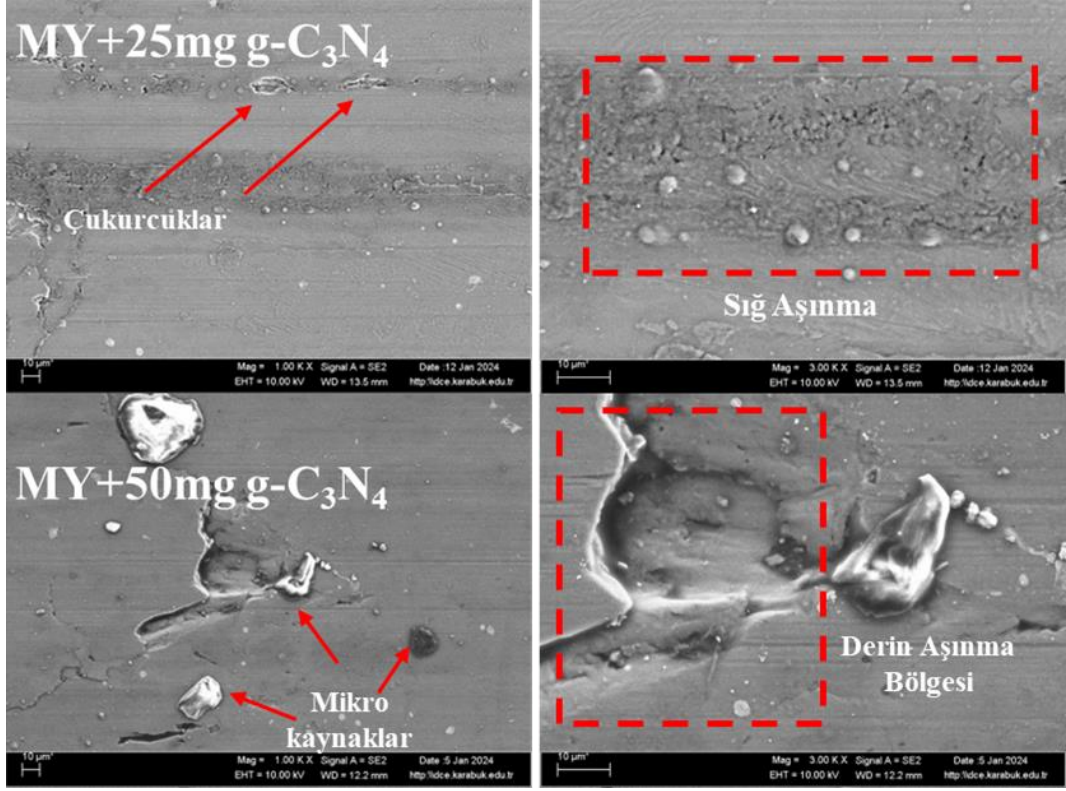 MY+25mg g-C₃N₄
Çukurcuklar
10 µm*
Mag = 1.00 K X Signal A = SE2 Date :12 Jan 2024
EHT = 10.00 kV WD = 13.5 mm http:\\dce.karabuk.edu.tr
Sığ Aşınma
10 µm*
Mag = 3.00 K X Signal A = SE2 Date :12 Jan 2024
EHT = 10.00 kV WD = 13.5 mm http:\\dce.karabuk.edu.tr
MY+50mg g-C₃N₄
Mikro
kaynaklar
10 µm*
Mag = 1.00 K X Signal A = SE2 Date :5 Jan 2024
EHT = 10.00 kV WD = 12.2 mm http:\\dce.karabuk.edu.tr
Derin Aşınma
Bölgesi
10 µm*
Mag = 3.00 K X Signal A = SE2 Date :5 Jan 2024
EHT = 10.00 kV WD = 12.2 mm http:\\dce.karabuk.edu.tr